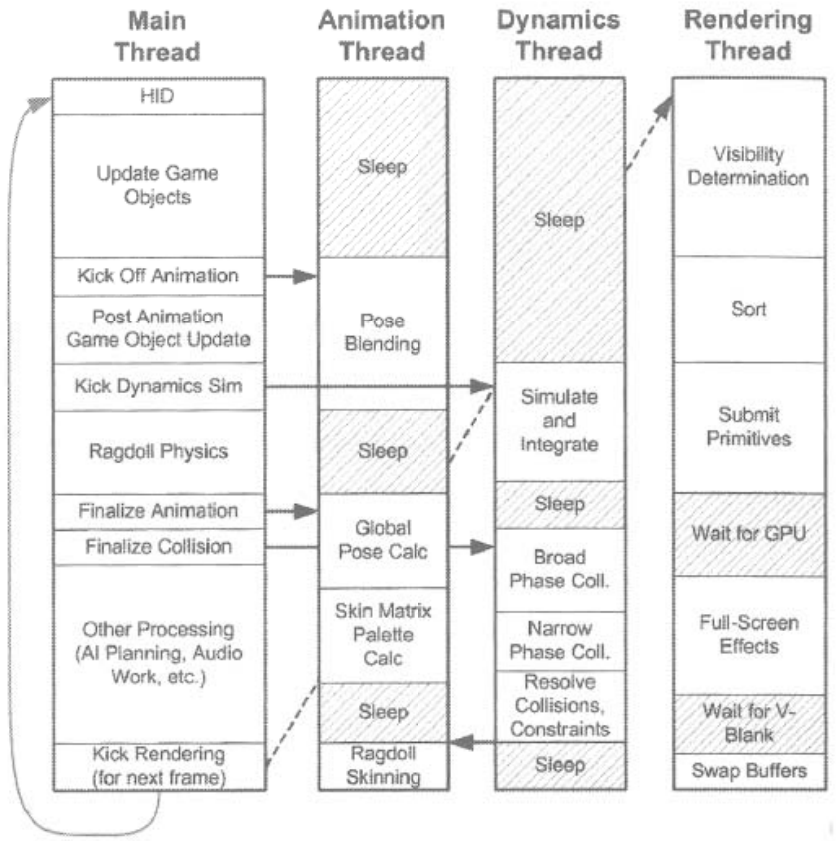 Main
Thread
Animation
Thread
Dynamics
Thread
Rendering
Thread
HID
Update Game
Objects
Kick Off Animation
Post Animation
Game Object Update
Kick Dynamics Sim
Ragdoll Physics
Finalize Animation
Finalize Collision
Other Processing
(AI Planning, Audio
Work, etc.)
Kick Rendering
(for next frame)
Sleep
Pose
Blending
Sleep
Global
Pose Calc
Skin Matrix
Palette
Calc
Sleep
Ragdoll
Skinning
Sleep
Simulate
and
Integrate
Sleep
Broad
Phase Coll.
Narrow
Phase Coll.
Resolve
Collisions,
Constraints
Sleep
Visibility
Determination
Sort
Submit
Primitives
Wait for GPU
Full-Screen
Effects
Wait for V-
Blank
Swap Buffers